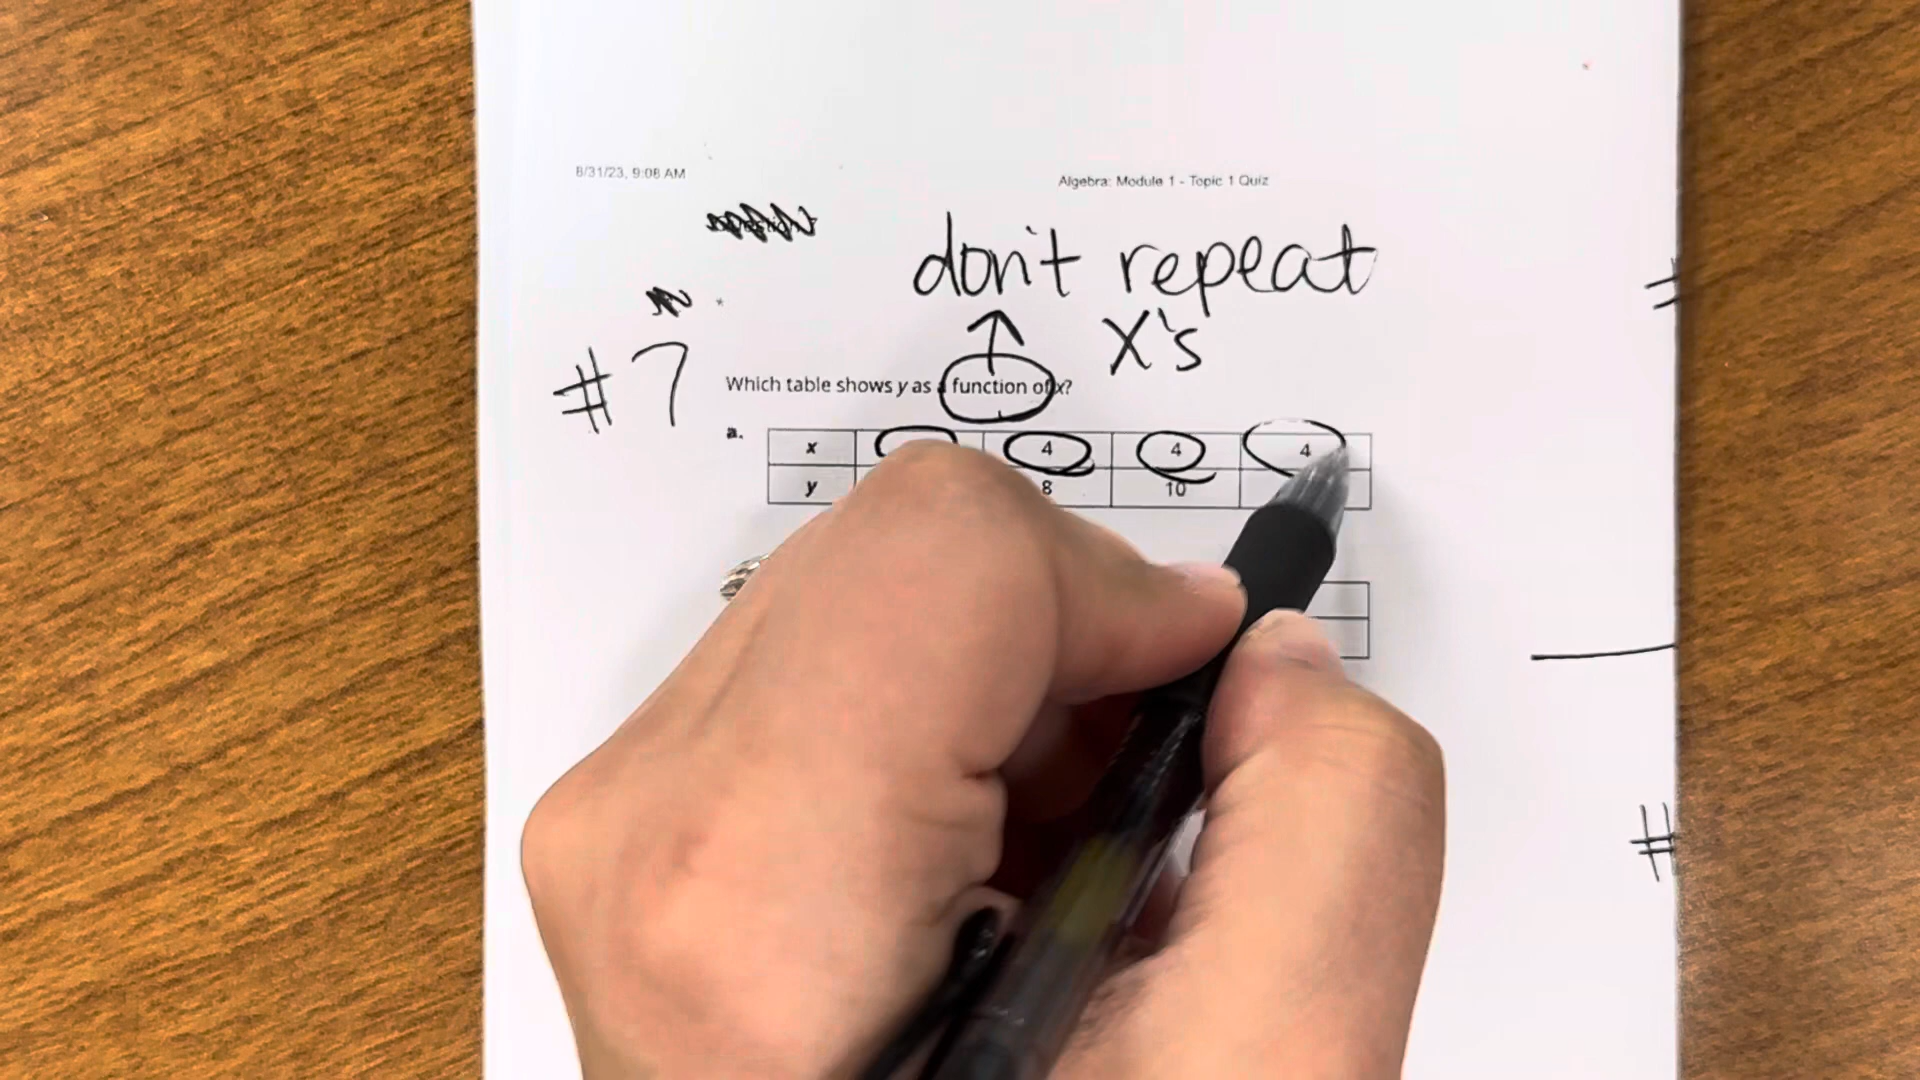 8/31/23, 9:08 AM
Algebra: Module 1 - Topic 1 Quiz
don't repeat
X's
#7
*
Which table shows y as a function of x?
a.
x 4 4 4
y 8 10
#
#